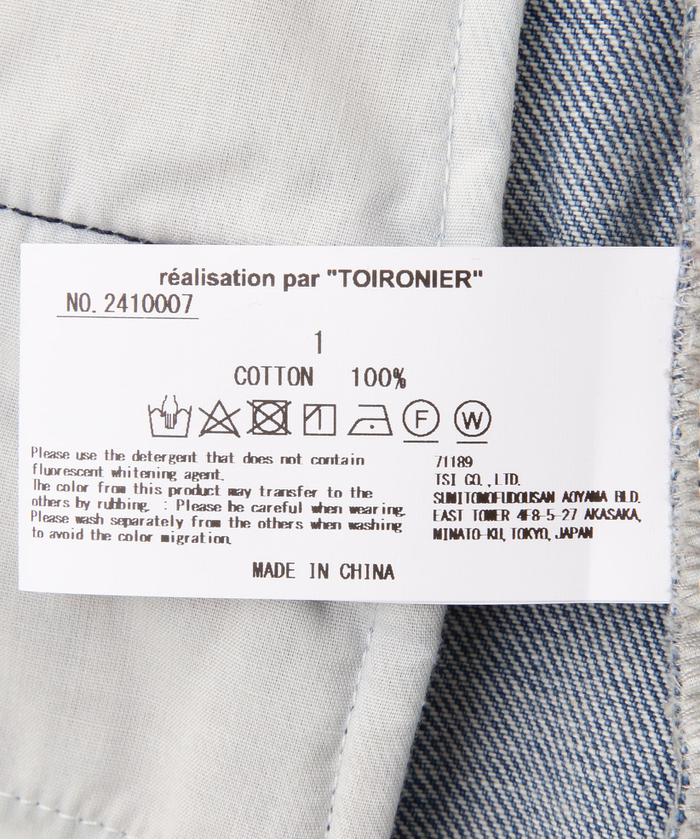 réalisation par "TOIRONIER"
NO. 2410007
1
COTTON 100%
F W
Please use the detergent that does not contain
fluorescent whitening agent.
The color from this product may transfer to the
others by rubbing. : Please be careful when wearing.
Please wash separately from the others when washing
to avoid the color migration.
71189
TSI CO.,LTD.
SUMITOMOFUDOUSAN AOYAMA BLD.
EAST TOWER 4F8-5-27 AKASAKA,
MINATO-KU, TOKYO, JAPAN
MADE IN CHINA